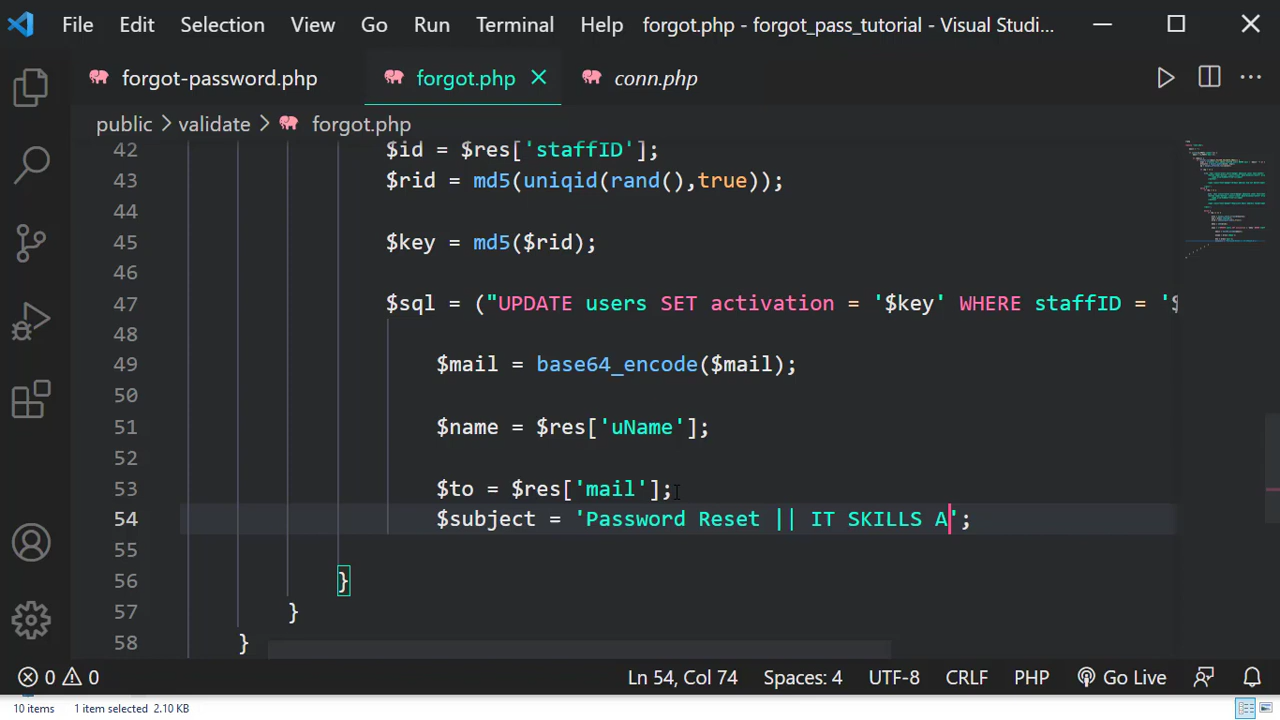 File Edit Selection View Go Run Terminal Help forgot.php - forgot_pass_tutorial - Visual Studi...
forgot-password.php forgot.php conn.php
public > validate > forgot.php
42 $id = $res['staffID'];
43 $rid = md5(uniqid(rand(),true));
44
45 $key = md5($rid);
46
47 $sql = ("UPDATE users SET activation = '$key' WHERE staffID = '$
48
49 $mail = base64_encode($mail);
50
51 $name = $res['uName'];
52
53 $to = $res['mail'];
54 $subject = 'Password Reset || IT SKILLS A';
55
56 }
57 }
58 }
0 0 Ln 54, Col 74 Spaces: 4 UTF-8 CRLF PHP Go Live
10 items 1 item selected 2.10 KB